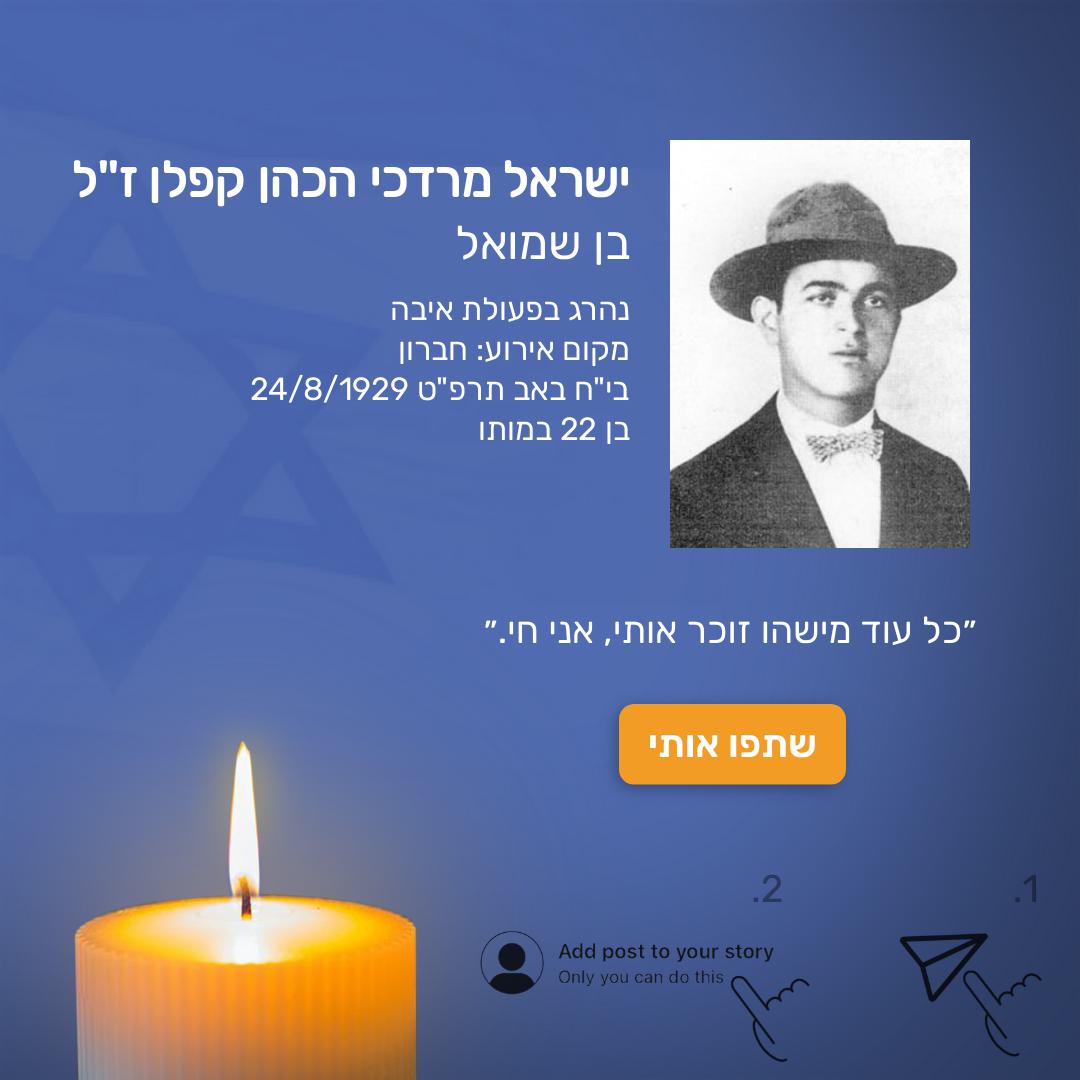 ישראל מרדכי הכהן קפלן ז"ל
בן שמואל
נהרג בפעולת איבה
מקום אירוע: חברון
בי"ח באב תרפ"ט 24/8/1929
בן 22 במותו
״כל עוד מישהו זוכר אותי, אני חי.״
שתפו אותי
1.
2.
Add post to your story
Only you can do this